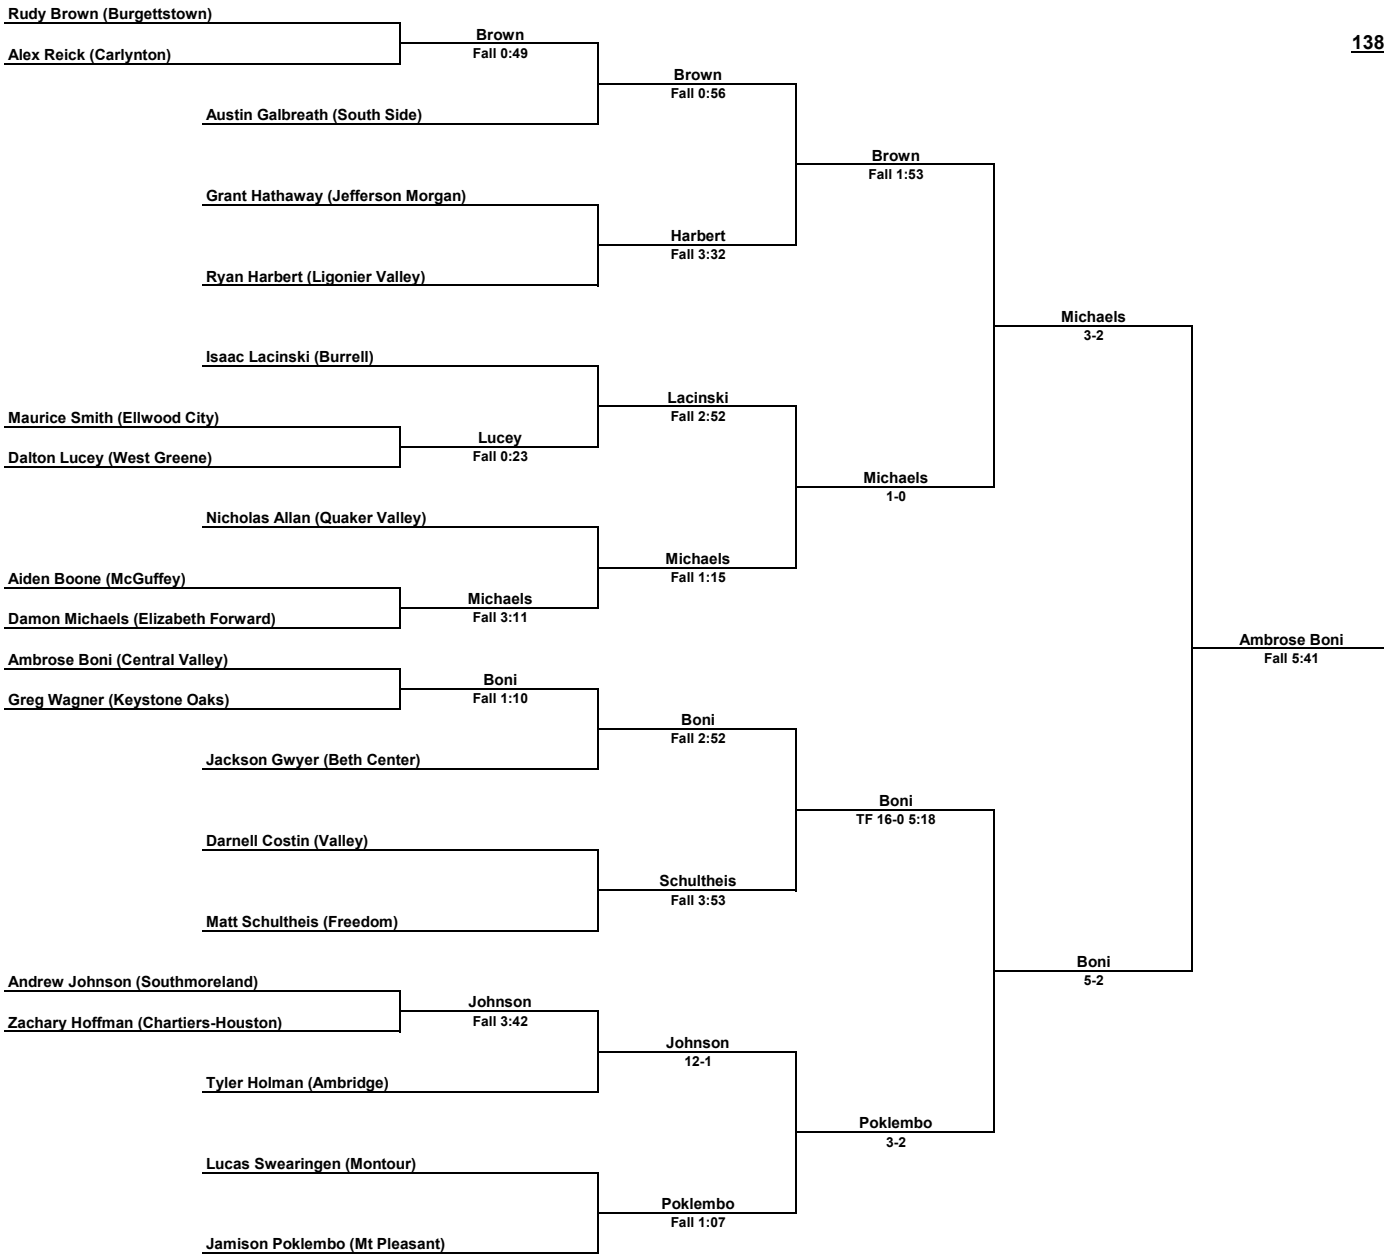 Rudy Brown (Burgettstown)
Brown
138
Alex Reick (Carlynton)
Fall 0:49
Brown
Fall 0:56
Austin Galbreath (South Side)
Brown
Fall 1:53
Grant Hathaway (Jefferson Morgan)
Harbert
Fall 3:32
Ryan Harbert (Ligonier Valley)
Michaels
3-2
Isaac Lacinski (Burrell)
Lacinski
Fall 2:52
Maurice Smith (Ellwood City)
Lucey
Dalton Lucey (West Greene)
Fall 0:23
Michaels
1-0
Nicholas Allan (Quaker Valley)
Michaels
Fall 1:15
Aiden Boone (McGuffey)
Michaels
Damon Michaels (Elizabeth Forward)
Fall 3:11
Ambrose Boni
Fall 5:41
Ambrose Boni (Central Valley)
Boni
Greg Wagner (Keystone Oaks)
Fall 1:10
Boni
Fall 2:52
Jackson Gwyer (Beth Center)
Boni
TF 16-0 5:18
Darnell Costin (Valley)
Schultheis
Fall 3:53
Matt Schultheis (Freedom)
Boni
5-2
Andrew Johnson (Southmoreland)
Johnson
Zachary Hoffman (Chartiers-Houston)
Fall 3:42
Johnson
12-1
Tyler Holman (Ambridge)
Poklembo
3-2
Lucas Swearingen (Montour)
Poklembo
Fall 1:07
Jamison Poklembo (Mt Pleasant)